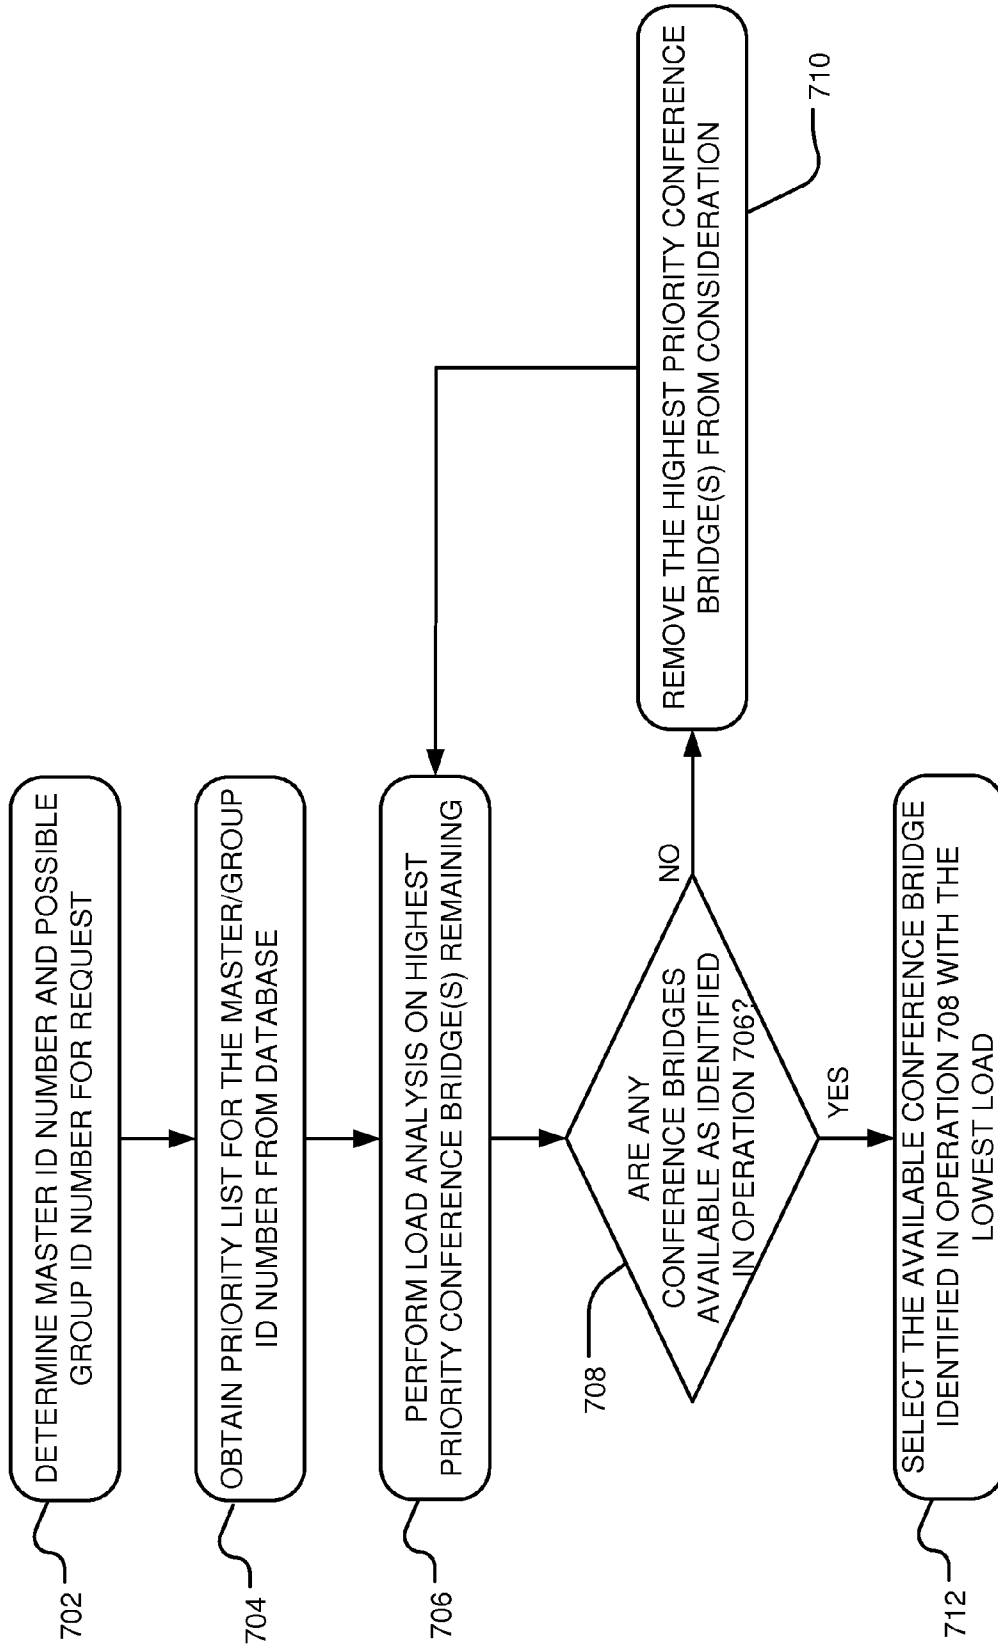 702
DETERMINE MASTER ID NUMBER AND POSSIBLE
GROUP ID NUMBER FOR REQUEST
704
OBTAIN PRIORITY LIST FOR THE MASTER/GROUP
ID NUMBER FROM DATABASE
706
PERFORM LOAD ANALYSIS ON HIGHEST
PRIORITY CONFERENCE BRIDGE(S) REMAINING
708
ARE ANY
CONFERENCE BRIDGES
AVAILABLE AS IDENTIFIED
IN OPERATION 706?
NO
REMOVE THE HIGHEST PRIORITY CONFERENCE
BRIDGE(S) FROM CONSIDERATION
710
YES
712
SELECT THE AVAILABLE CONFERENCE BRIDGE
IDENTIFIED IN OPERATION 708 WITH THE
LOWEST LOAD